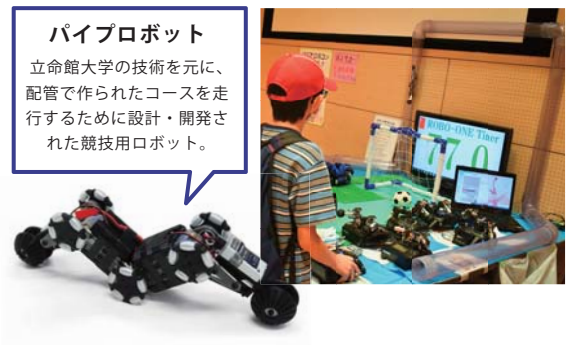 パイプロボット
立命館大学の技術を元に、
配管で作られたコースを走
行するために設計・開発さ
れた競技用ロボット。
ROBO-ONE Timer
77 0